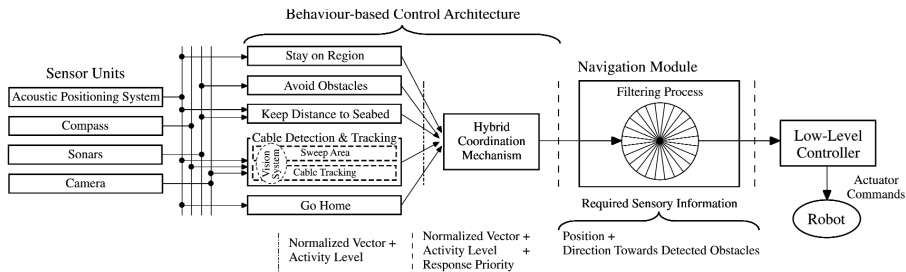 Behaviour-based Control Architecture
Sensor Units
Acoustic Positioning System
Compass
Sonars
Camera
Stay on Region
Avoid Obstacles
Keep Distance to Seabed
Cable Detection & Tracking
Vision System
Sweep Area
Cable Tracking
Go Home
Hybrid
Coordination
Mechanism
Navigation Module
Filtering Process
Low-Level
Controller
Actuator
Commands
Robot
Required Sensory Information
Normalized Vector +
Activity Level
Normalized Vector +
Activity Level +
Response Priority
Position +
Direction Towards Detected Obstacles